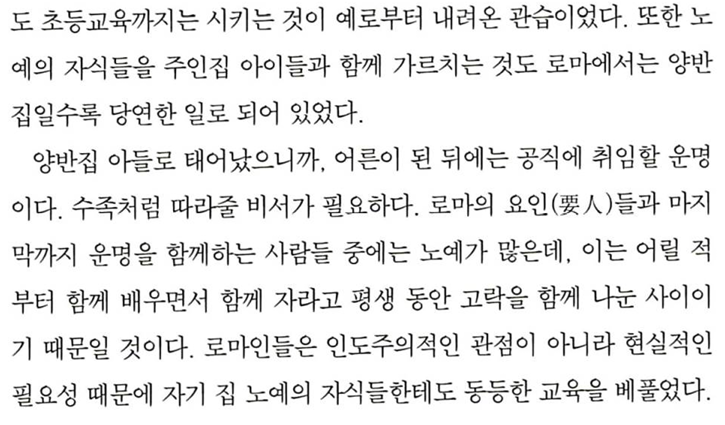 도 초등교육까지는 시키는 것이 예로부터 내려온 관습이었다. 또한 노
예의 자식들을 주인집 아이들과 함께 가르치는 것도 로마에서는 양반
집일수록 당연한 일로 되어 있었다.
양반집 아들로 태어났으니까, 어른이 된 뒤에는 공직에 취임할 운명
이다. 수족처럼 따라줄 비서가 필요하다. 로마의 요인(要人)들과 마지
막까지 운명을 함께하는 사람들 중에는 노예가 많은데, 이는 어릴 적
부터 함께 배우면서 함께 자라고 평생 동안 고락을 함께 나눈 사이이
기 때문일 것이다. 로마인들은 인도주의적인 관점이 아니라 현실적인
필요성 때문에 자기 집 노예의 자식들한테도 동등한 교육을 베풀었다.